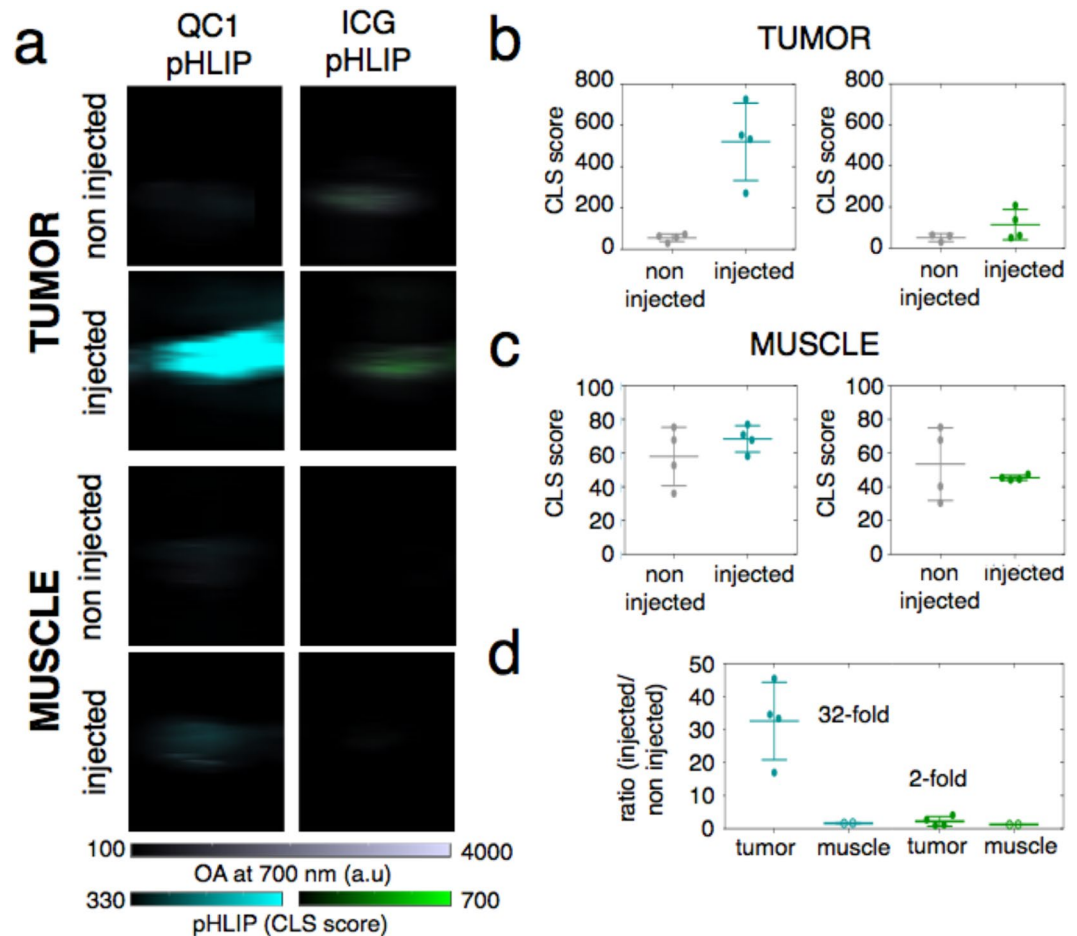 a
QC1
pHLIP
ICG
pHLIP
TUMOR
non injected
injected
MUSCLE
non injected
injected
100
4000
OA at 700 nm (a.u)
330
700
pHLIP (CLS score)
b
TUMOR
CLS score
800
600
400
200
0
non
injected
injected
CLS score
800
600
400
200
0
non
injected
injected
c
MUSCLE
CLS score
100
80
60
40
20
0
non
injected
injected
CLS score
100
80
60
40
20
0
non
injected
injected
d
ratio (injected/
non injected)
50
40
30
20
10
0
32-fold
2-fold
tumor muscle tumor muscle